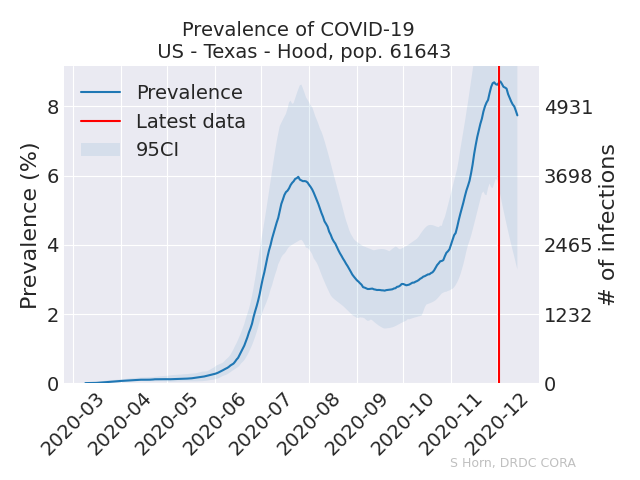 Prevalence of COVID-19
US - Texas - Hood, pop. 61643
Prevalence
Latest data
95CI
Prevalence (%)
8
6
4
2
0
4931
3698
2465
1232
0
# of infections
2020-03
2020-04
2020-05
2020-06
2020-07
2020-08
2020-09
2020-10
2020-11
2020-12
S Horn, DRDC CORA